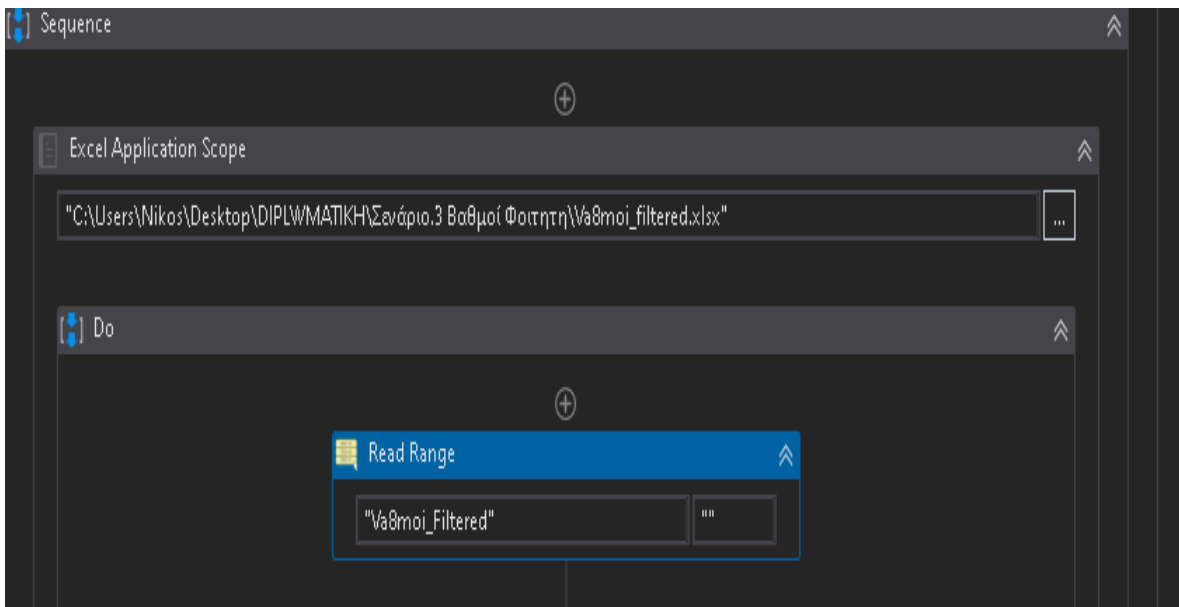 Sequence
Excel Application Scope
"C:\Users\Nikos\Desktop\DIPLWMATIKH\Σενάριο.3 Βαθμοί Φοιτητη\Va8moi_filtered.xlsx" ...
Do
Read Range
"Va8moi_Filtered" ""